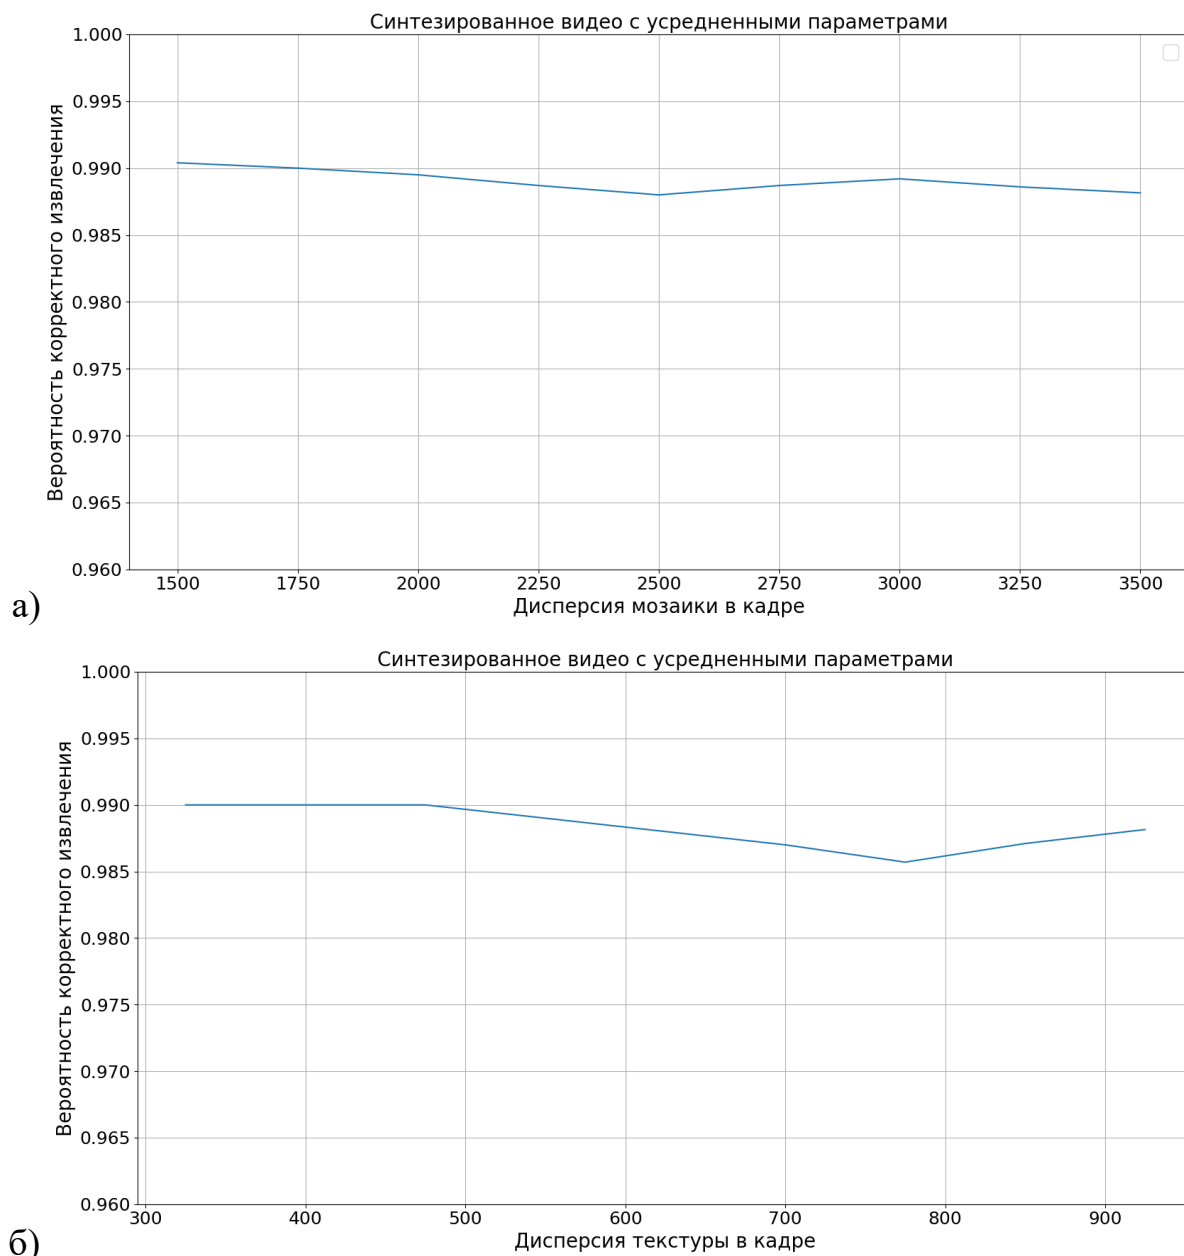 Синтезированное видео с усредненными параметрами
1.000
0.995
0.990
0.985
0.980
0.975
0.970
0.965
0.960
Вероятность корректного извлечения
1500 1750 2000 2250 2500 2750 3000 3250 3500
Дисперсия мозаики в кадре
а)
Синтезированное видео с усредненными параметрами
1.000
0.995
0.990
0.985
0.980
0.975
0.970
0.965
0.960
Вероятность корректного извлечения
300 400 500 600 700 800 900
Дисперсия текстуры в кадре
б)